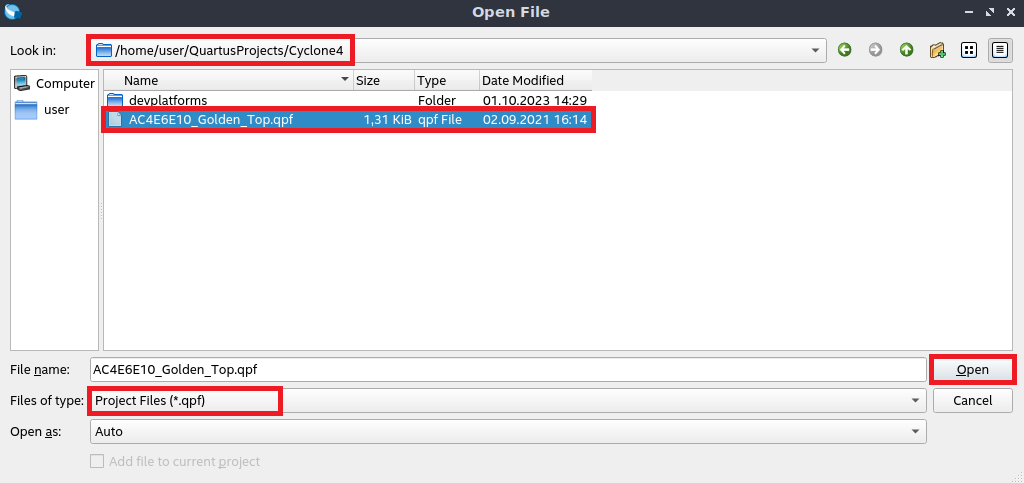 Open File
Look in: /home/user/QuartusProjects/Cyclone4
Computer
user
Name Size Type Date Modified
devplatforms Folder 01.10.2023 14:29
AC4E6E10_Golden_Top.qpf 1,31 KiB qpf File 02.09.2021 16:14
File name: AC4E6E10_Golden_Top.qpf Open
Files of type: Project Files (*.qpf) Cancel
Open as: Auto
Add file to current project